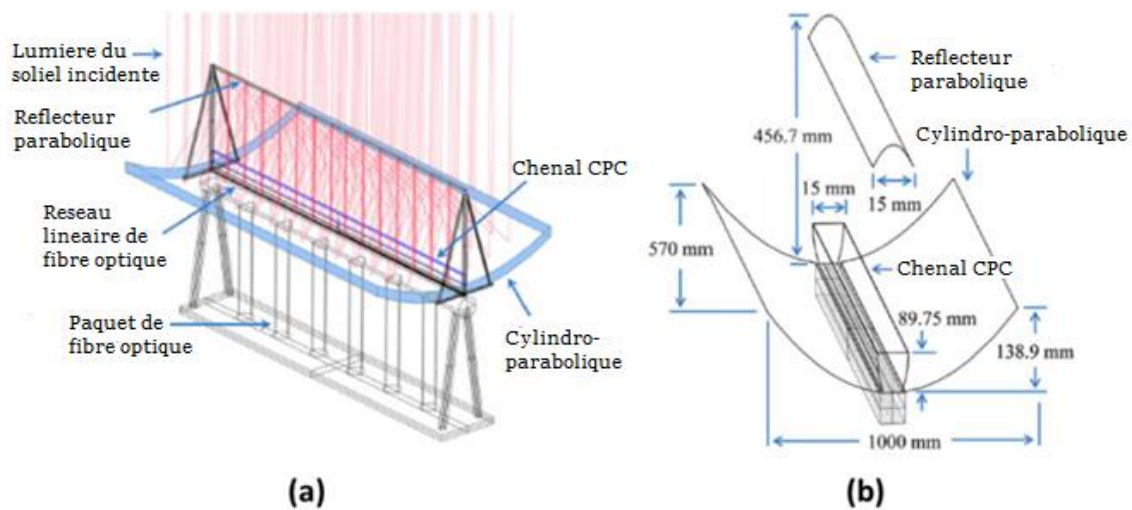 Lumiere du
soliel incidente
Reflecteur
parabolique
Reseau
lineaire de
fibre optique
Paquet de
fibre optique
Chenal CPC
Cylindro-
parabolique
(a)
Reflecteur
parabolique
456.7 mm
Cylindro-parabolique
15 mm
15 mm
570 mm
Chenal CPC
89.75 mm
138.9 mm
1000 mm
(b)